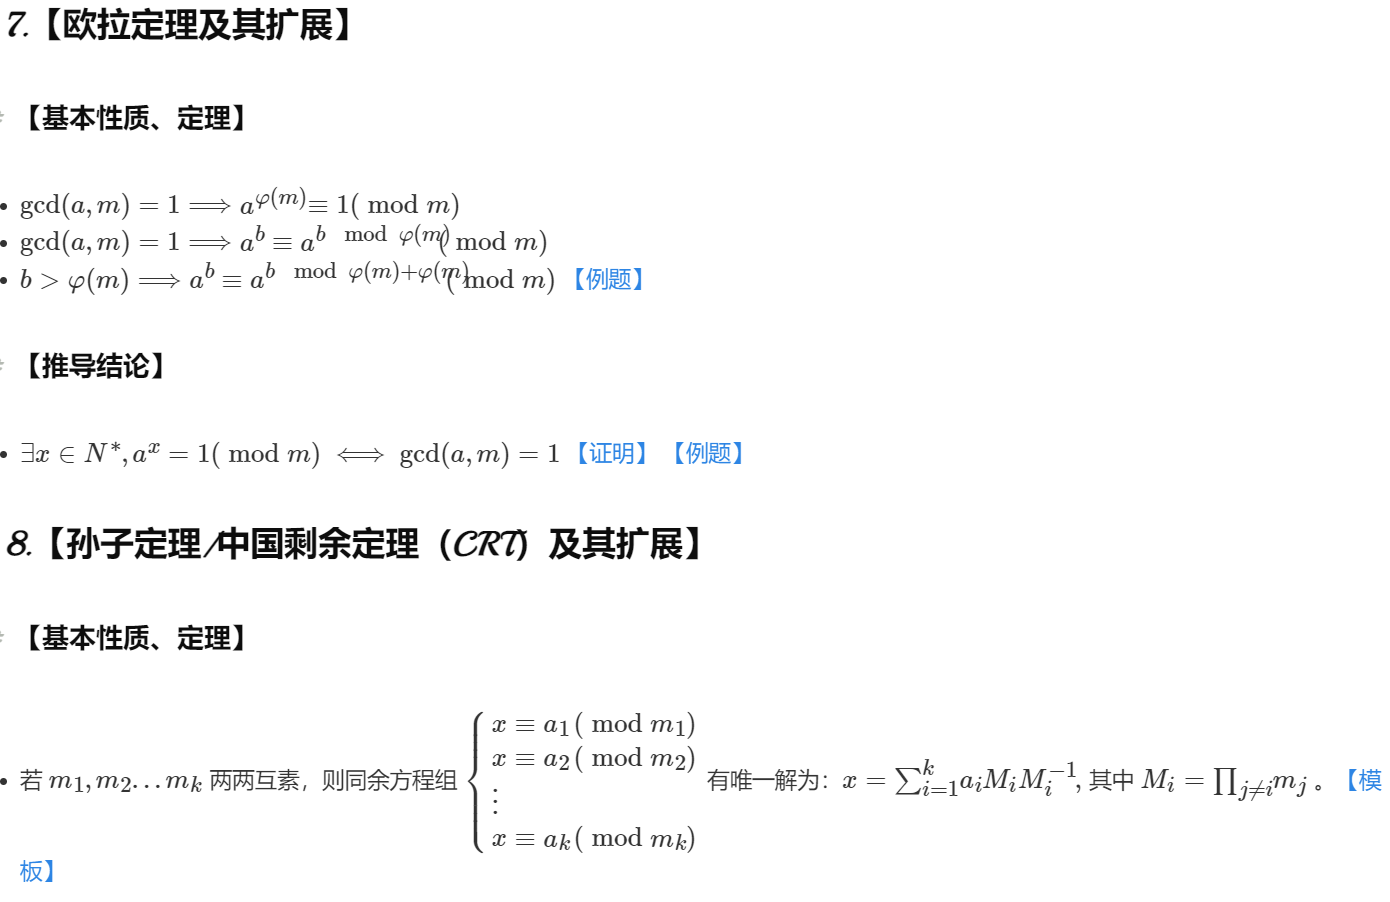 7.【欧拉定理及其扩展】
# 【基本性质、定理】
• gcd(a, m) = 1 ⟹ a^{φ(m)} ≡ 1( mod m)
• gcd(a, m) = 1 ⟹ a^b ≡ a^{b mod φ(m)}( mod m)
• b > φ(m) ⟹ a^b ≡ a^{b mod φ(m)+φ(m)}( mod m) 【例题】
# 【推导结论】
• ∃x ∈ N*, a^x = 1( mod m) ⟺ gcd(a, m) = 1 【证明】 【例题】
8.【孙子定理/中国剩余定理（CRT）及其扩展】
# 【基本性质、定理】
• 若 m_1, m_2 … m_k 两两互素，则同余方程组 { x ≡ a_1( mod m_1)
x ≡ a_2( mod m_2)
⋮
x ≡ a_k( mod m_k) 有唯一解为：x = ∑_{i=1}^{k} a_i M_i M_i^{-1}, 其中 M_i = ∏_{j≠i} m_j 。【模
板】